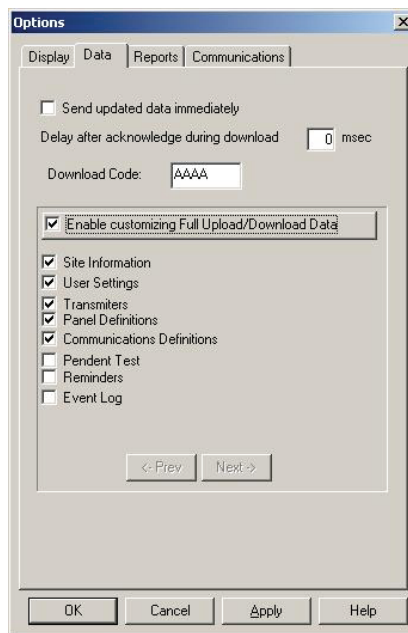 Options
Display Data Reports Communications
Send updated data immediately
Delay after acknowledge during download 0 msec
Download Code: AAAA
Enable customizing Full Upload/Download Data
Site Information
User Settings
Transmiters
Panel Definitions
Communications Definitions
Pendent Test
Reminders
Event Log
<- Prev Next ->
OK Cancel Apply Help